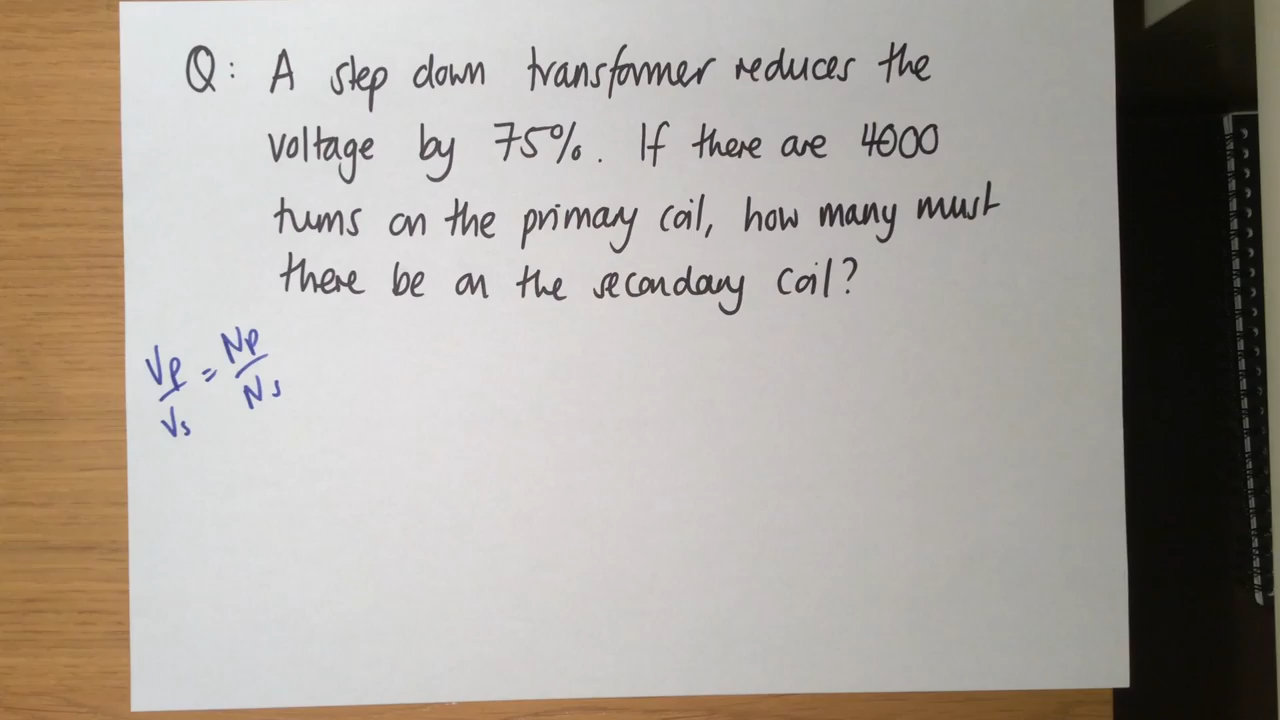 Q: A step down transformer reduces the
voltage by 75%. If there are 4000
turns on the primary coil, how many must
there be on the secondary coil?
Vp/Vs = Np/Ns